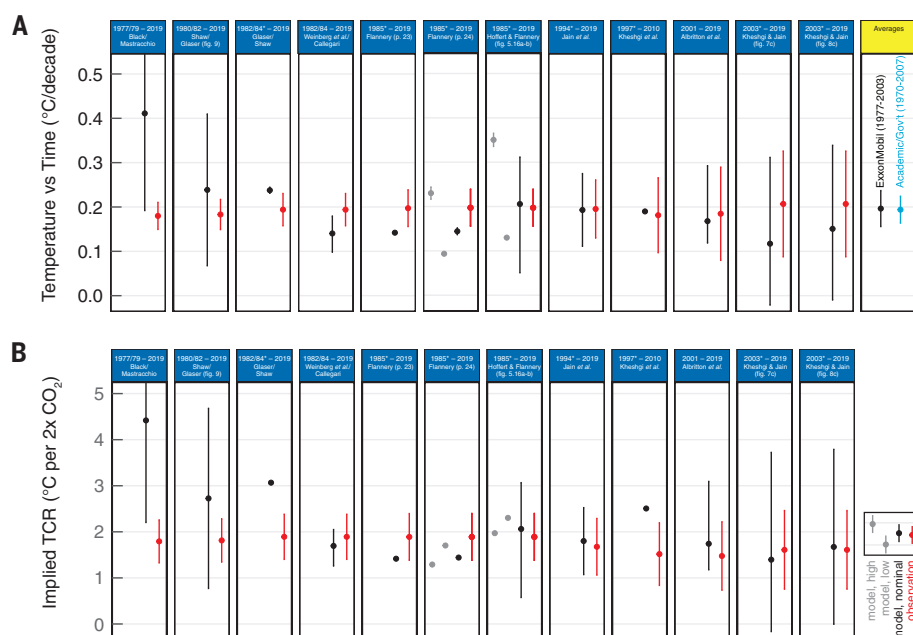 A
1977/79 – 2019
Black/
Mastracchio
1980/82 – 2019
Shaw/
Glaser (fig. 9)
1982/84* – 2019
Glaser/
Shaw
1982/84 – 2019
Weinberg et al./
Callegari
1985* – 2019
Flannery (p. 23)
1985* – 2019
Flannery (p. 24)
1985* – 2019
Hoffert & Flannery
(fig. 5.16a-b)
1994* – 2019
Jain et al.
1997* – 2010
Kheshgi et al.
2001 – 2019
Albritton et al.
2003* – 2019
Kheshgi & Jain
(fig. 7c)
2003* – 2019
Kheshgi & Jain
(fig. 8c)
Averages
Temperature vs Time (°C/decade)
0.5
0.4
0.3
0.2
0.1
0.0
ExxonMobil (1977-2003)
Academic/Gov't (1970-2007)
B
1977/79 – 2019
Black/
Mastracchio
1980/82 – 2019
Shaw/
Glaser (fig. 9)
1982/84* – 2019
Glaser/
Shaw
1982/84 – 2019
Weinberg et al./
Callegari
1985* – 2019
Flannery (p. 23)
1985* – 2019
Flannery (p. 24)
1985* – 2019
Hoffert & Flannery
(fig. 5.16a-b)
1994* – 2019
Jain et al.
1997* – 2010
Kheshgi et al.
2001 – 2019
Albritton et al.
2003* – 2019
Kheshgi & Jain
(fig. 7c)
2003* – 2019
Kheshgi & Jain
(fig. 8c)
Implied TCR (°C per 2x CO₂)
5
4
3
2
1
0
model, high
model, low
model, nominal
observation